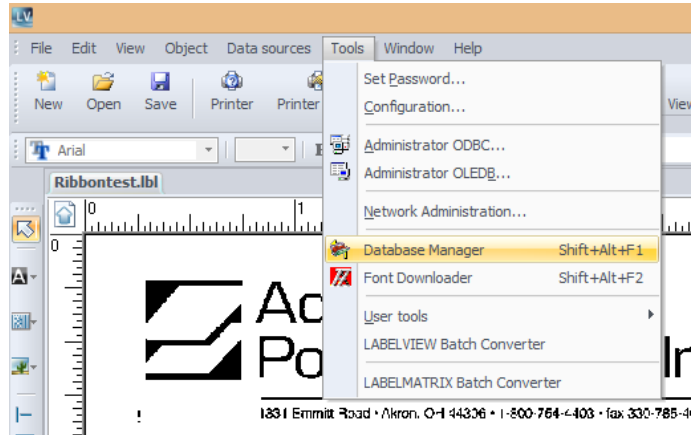 LV
File Edit View Object Data sources Tools Window Help
New Open Save Printer Printer View
Set Password...
Configuration...
Arial
Administrator ODBC...
Administrator OLEDB...
Ribbontest.lbl
Network Administration...
0 1
0
Database Manager Shift+Alt+F1
A
Font Downloader Shift+Alt+F2
User tools
LABELVIEW Batch Converter
LABELMATRIX Batch Converter
Ac
Po In
1331 Emmitt Road • Akron, OH 44306 • 1-800-764-4403 • fax 330-785-4